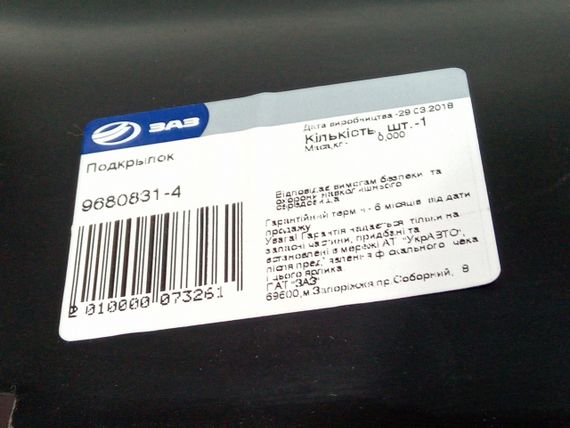 ЗАЗ
Дата виробництва -29.03.2018
Кількість, шт.-1
Маса,кг - 0,000
Подкрылок
9680831-4
Відповідає вимогам безпеки та
охорони навколишнього
середовища
Гарантійний термін - 6 місяців від дати
продажу
Увага! Гарантія надається тільки на
запасні частини, придбані та
встановлені в мережі АТ "УкрАВТО",
після пред'явлення фіскального чека
і цього ярлика
ПАТ "ЗАЗ"
69600,м Запоріжжя пр.Соборний, 8
2 010000 073261